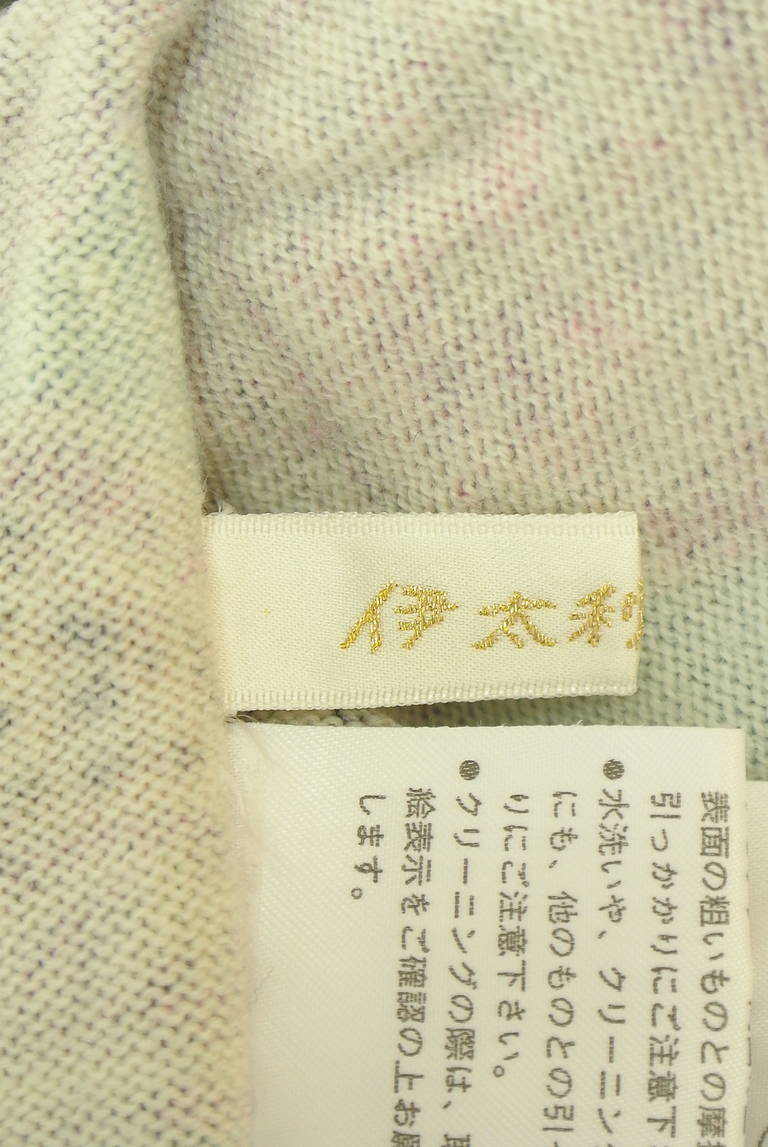 伊太利
表面の粗いものとの摩
引っかかりにご注意下
●水洗いや、クリーニン
にも、他のものとの引っ
りにご注意下さい。
●クリーニングの際は、取
絵表示をご確認の上お願
します。